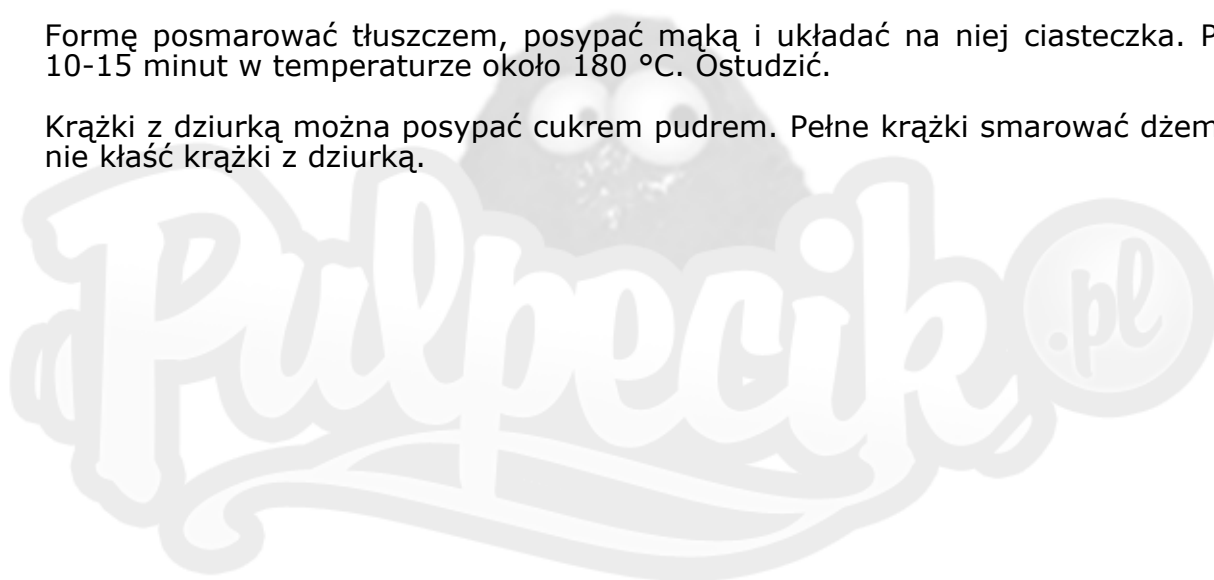 Formę posmarować tłuszczem, posypać mąką i układać na niej ciasteczka. P
10-15 minut w temperaturze około 180 °C. Ostudzić.
Krążki z dziurką można posypać cukrem pudrem. Pełne krążki smarować dżem
nie kłaść krążki z dziurką.
Pulpecik.pl